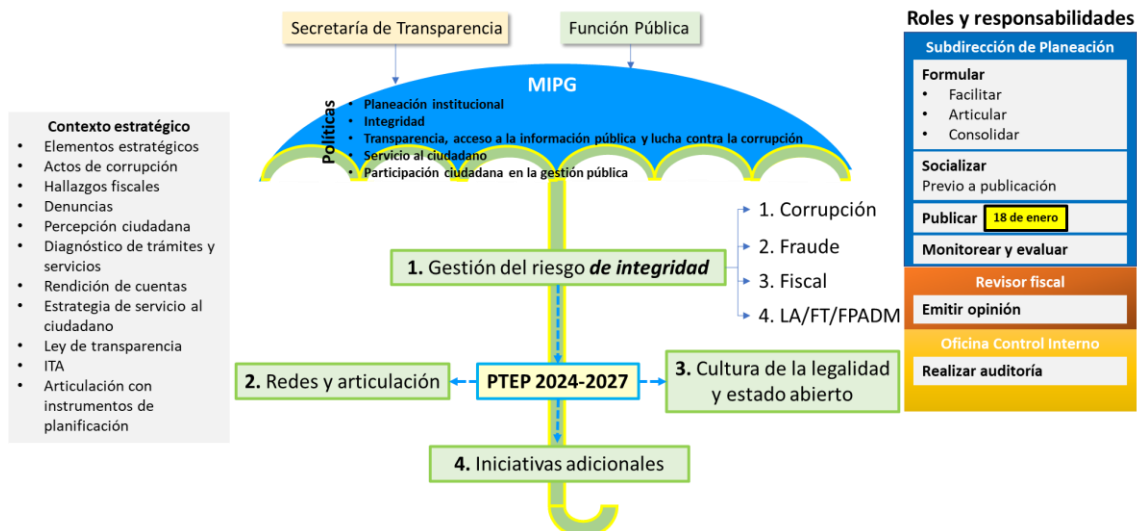 Secretaría de Transparencia
Función Pública
MIPG
Políticas
• Planeación institucional
• Integridad
• Transparencia, acceso a la información pública y lucha contra la corrupción
• Servicio al ciudadano
• Participación ciudadana en la gestión pública
Contexto estratégico
• Elementos estratégicos
• Actos de corrupción
• Hallazgos fiscales
• Denuncias
• Percepción ciudadana
• Diagnóstico de trámites y
servicios
• Rendición de cuentas
• Estrategia de servicio al
ciudadano
• Ley de transparencia
• ITA
• Articulación con
instrumentos de
planificación
1. Gestión del riesgo de integridad
1. Corrupción
2. Fraude
3. Fiscal
4. LA/FT/FPADM
2. Redes y articulación
PTEP 2024-2027
3. Cultura de la legalidad
y estado abierto
4. Iniciativas adicionales
Roles y responsabilidades
Subdirección de Planeación
Formular
• Facilitar
• Articular
• Consolidar
Socializar
Previo a publicación
Publicar 18 de enero
Monitorear y evaluar
Revisor fiscal
Emitir opinión
Oficina Control Interno
Realizar auditoría